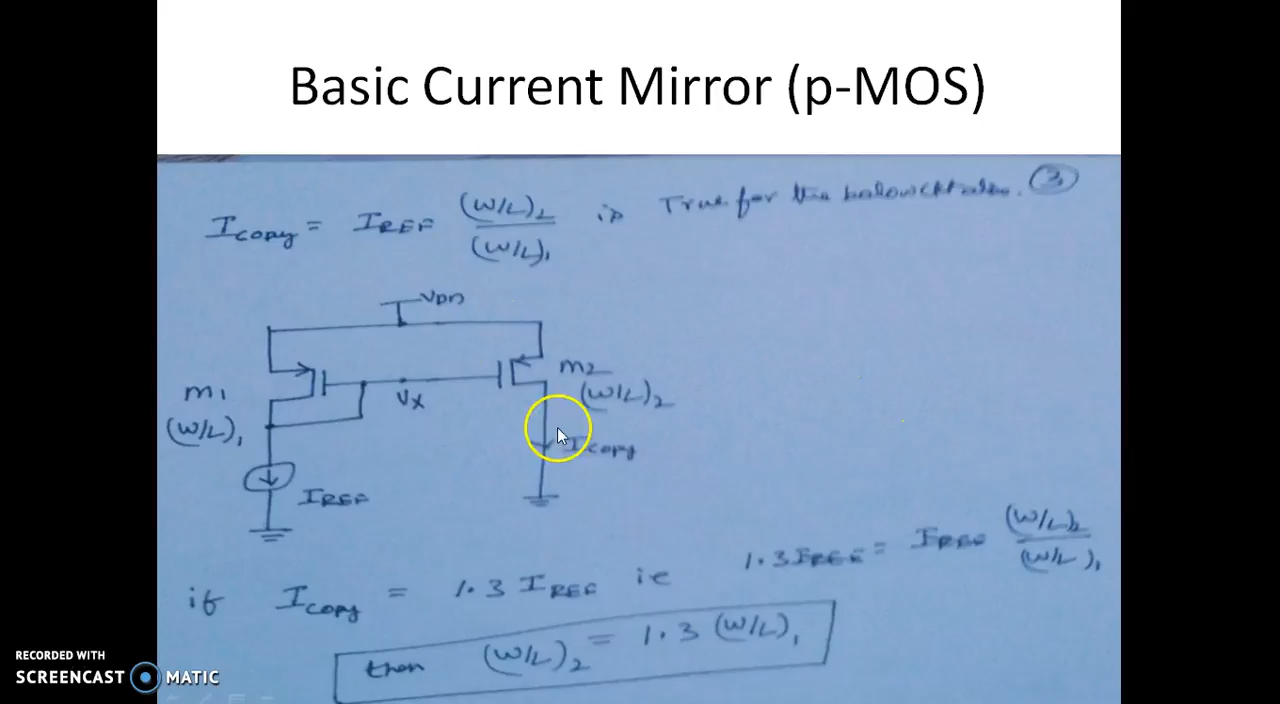 Basic Current Mirror (p-MOS)
Icopy = IREF (W/L)2 / (W/L)1 is True for the below
3
VDD
M1
(W/L)1
VX
M2
(W/L)2
Icopy
IREF
if Icopy = 1.3 IREF ie 1.3 IREF = IREF (W/L)2 / (W/L)1
then (W/L)2 = 1.3 (W/L)1
RECORDED WITH
SCREENCAST MATIC